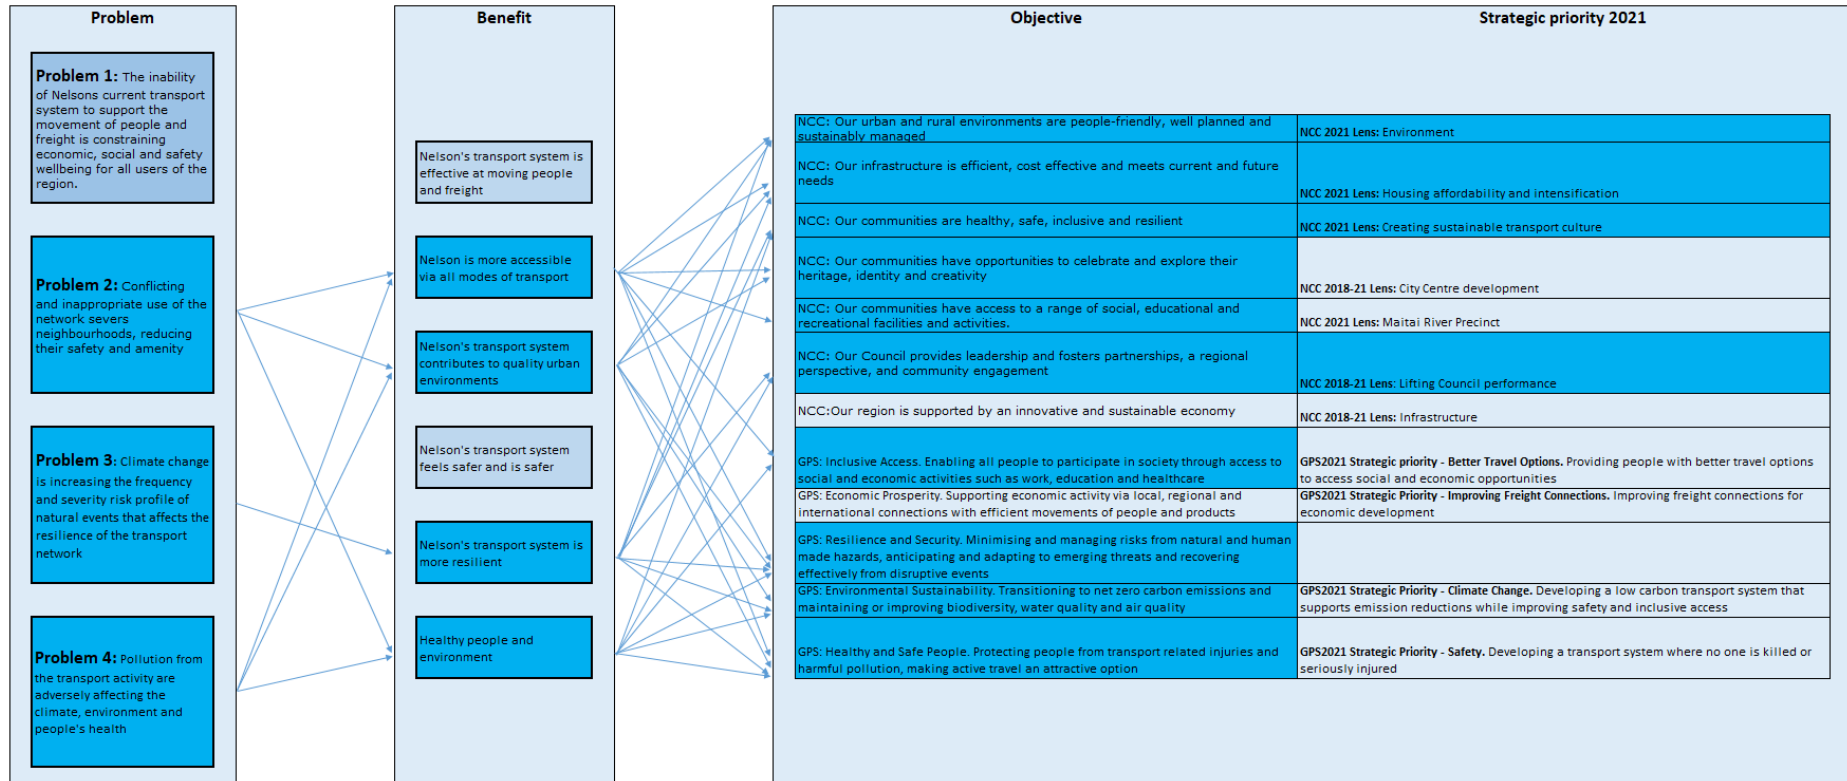 Problem
Problem 1: The inability
of Nelsons current transport
system to support the
movement of people and
freight is constraining
economic, social and safety
wellbeing for all users of the
region.
Problem 2: Conflicting
and inappropriate use of the
network severs
neighbourhoods, reducing
their safety and amenity
Problem 3: Climate change
is increasing the frequency
and severity risk profile of
natural events that affects the
resilience of the transport
network
Problem 4: Pollution from
the transport activity are
adversely affecting the
climate, environment and
people's health
Benefit
Nelson's transport system is
effective at moving people
and freight
Nelson is more accessible
via all modes of transport
Nelson's transport system
contributes to quality urban
environments
Nelson's transport system
feels safer and is safer
Nelson's transport system is
more resilient
Healthy people and
environment
Objective
Strategic priority 2021
NCC: Our urban and rural environments are people-friendly, well planned and
sustainably managed
NCC 2021 Lens: Environment
NCC: Our infrastructure is efficient, cost effective and meets current and future
needs
NCC 2021 Lens: Housing affordability and intensification
NCC: Our communities are healthy, safe, inclusive and resilient
NCC 2021 Lens: Creating sustainable transport culture
NCC: Our communities have opportunities to celebrate and explore their
heritage, identity and creativity
NCC 2018-21 Lens: City Centre development
NCC: Our communities have access to a range of social, educational and
recreational facilities and activities.
NCC 2021 Lens: Maitai River Precinct
NCC: Our Council provides leadership and fosters partnerships, a regional
perspective, and community engagement
NCC 2018-21 Lens: Lifting Council performance
NCC:Our region is supported by an innovative and sustainable economy
NCC 2018-21 Lens: Infrastructure
GPS: Inclusive Access. Enabling all people to participate in society through access to
social and economic activities such as work, education and healthcare
GPS2021 Strategic priority - Better Travel Options. Providing people with better travel options
to access social and economic opportunities
GPS: Economic Prosperity. Supporting economic activity via local, regional and
international connections with efficient movements of people and products
GPS2021 Strategic Priority - Improving Freight Connections. Improving freight connections for
economic development
GPS: Resilience and Security. Minimising and managing risks from natural and human
made hazards, anticipating and adapting to emerging threats and recovering
effectively from disruptive events
GPS: Environmental Sustainability. Transitioning to net zero carbon emissions and
maintaining or improving biodiversity, water quality and air quality
GPS2021 Strategic Priority - Climate Change. Developing a low carbon transport system that
supports emission reductions while improving safety and inclusive access
GPS: Healthy and Safe People. Protecting people from transport related injuries and
harmful pollution, making active travel an attractive option
GPS2021 Strategic Priority - Safety. Developing a transport system where no one is killed or
seriously injured